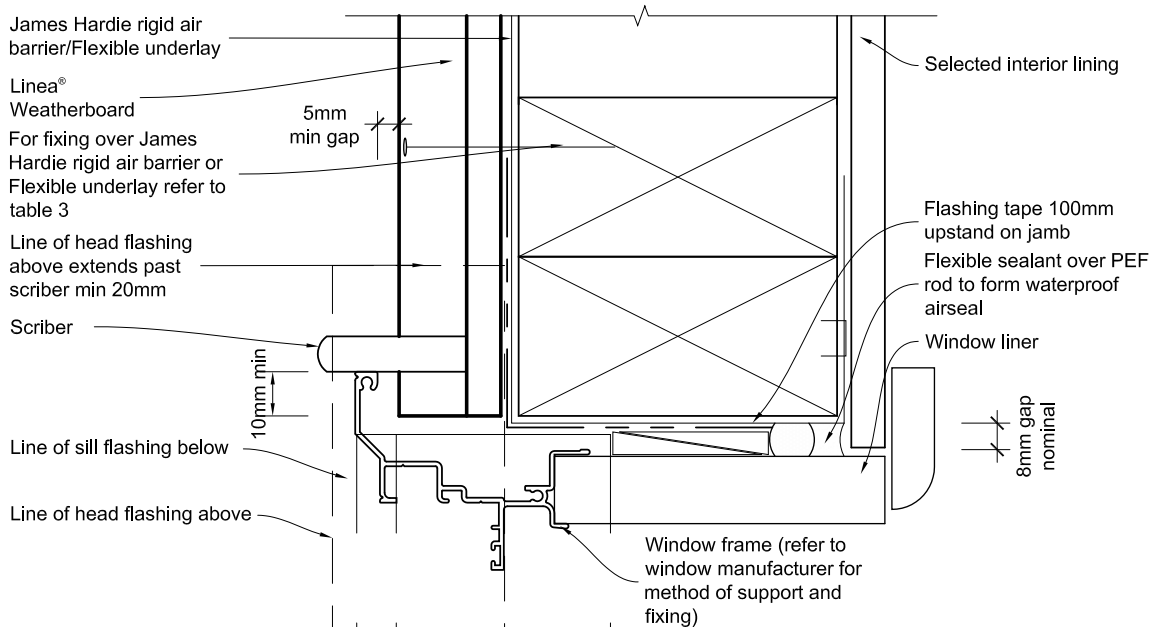 James Hardie rigid air
barrier/Flexible underlay
Linea®
Weatherboard
5mm
min gap
For fixing over James
Hardie rigid air barrier or
Flexible underlay refer to
table 3
Line of head flashing
above extends past
scriber min 20mm
Scriber
10mm min
Line of sill flashing below
Line of head flashing above
Selected interior lining
Flashing tape 100mm
upstand on jamb
Flexible sealant over PEF
rod to form waterproof
airseal
Window liner
8mm gap
nominal
Window frame (refer to
window manufacturer for
method of support and
fixing)